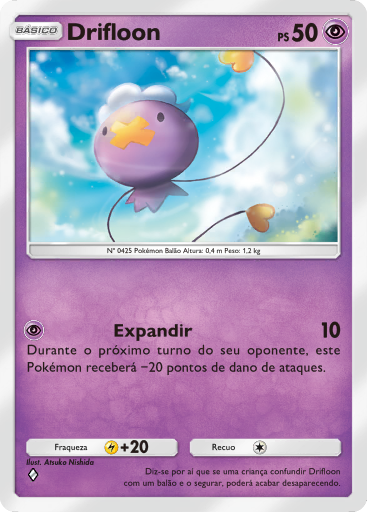 BÁSICO Drifloon PS 50
N° 0425 Pokémon Balão Altura: 0,4 m Peso: 1,2 kg
Expandir 10
Durante o próximo turno do seu oponente, este
Pokémon receberá −20 pontos de dano de ataques.
Fraqueza +20 Recuo
Ilust. Atsuko Nishida
Diz-se por aí que se uma criança confundir Drifloon
com um balão e o segurar, poderá acabar desaparecendo.